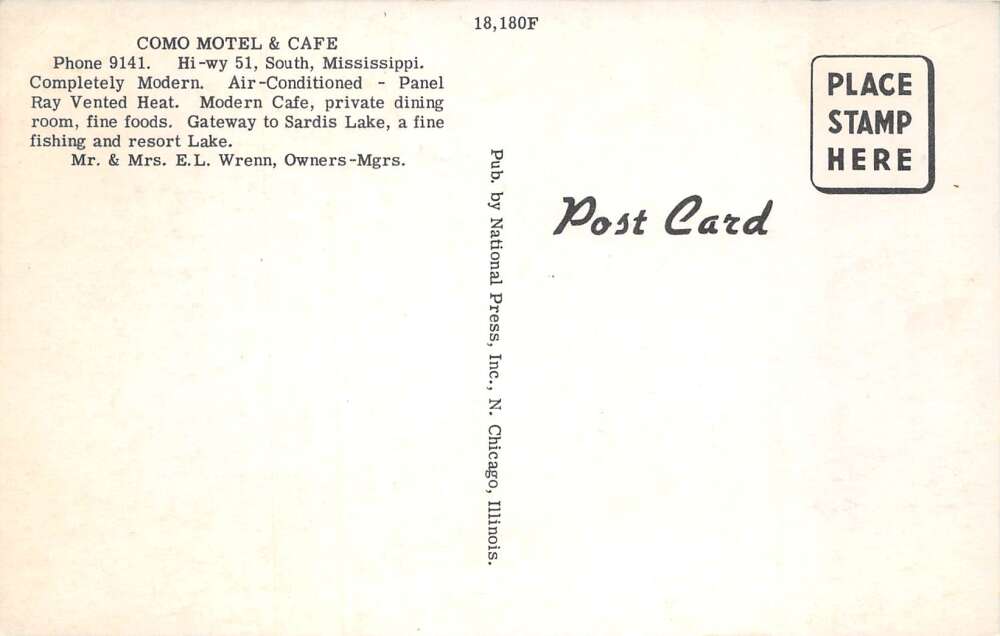 18,180F
COMO MOTEL & CAFE
Phone 9141. Hi-wy 51, South, Mississippi.
Completely Modern. Air-Conditioned - Panel
Ray Vented Heat. Modern Cafe, private dining
room, fine foods. Gateway to Sardis Lake, a fine
fishing and resort Lake.
Mr. & Mrs. E.L. Wrenn, Owners-Mgrs.
Pub. by National Press, Inc., N. Chicago, Illinois.
Post Card
PLACE
STAMP
HERE